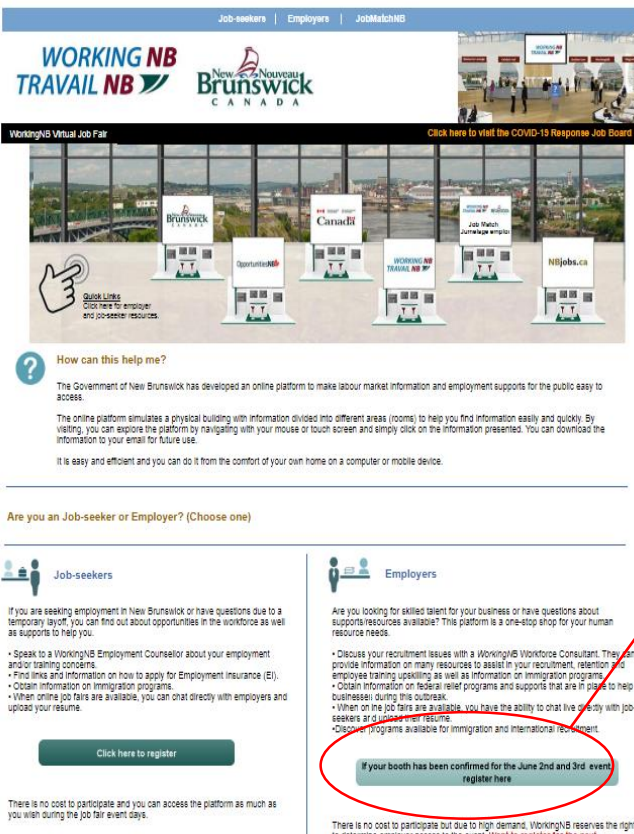 Job-seekers | Employers | JobMatchNB
WORKING NB
TRAVAIL NB
New Nouveau
Brunswick
CANADA
WorkingNB Virtual Job Fair
Click here to visit the COVID-19 Response Job Board
Brunswick
Canada
Job Match
Jumelage emploi
OpportunitiesNB
WORKING NB
TRAVAIL NB
NBjobs.ca
Quick Links
Click here for employer
and job-seeker resources.
?
How can this help me?
The Government of New Brunswick has developed an online platform to make labour market information and employment supports for the public easy to
access.
The online platform simulates a physical building with information divided into different areas (rooms) to help you find information easily and quickly. By
visiting, you can explore the platform by navigating with your mouse or touch screen and simply click on the information presented. You can download the
information to your email for future use.
It is easy and efficient and you can do it from the comfort of your own home on a computer or mobile device.
Are you an Job-seeker or Employer? (Choose one)
Job-seekers
If you are seeking employment in New Brunswick or have questions due to a
temporary layoff, you can find out about opportunities in the workforce as well
as supports to help you.
• Speak to a WorkingNB Employment Counsellor about your employment
and/or training concerns.
• Find links and information on how to apply for Employment Insurance (EI).
• Obtain information on immigration programs.
• When online job fairs are available, you can chat directly with employers and
upload your resume.
Click here to register
There is no cost to participate and you can access the platform as much as
you wish during the job fair event days.
Employers
Are you looking for skilled talent for your business or have questions about
supports/resources available? This platform is a one-stop shop for your human
resource needs.
• Discuss your recruitment issues with a WorkingNB Workforce Consultant. They can
provide information on many resources to assist in your recruitment, retention and
employee training upskilling as well as information on immigration programs.
• Obtain information on federal relief programs and supports that are in place to help
businesses during this outbreak.
• When on line job fairs are available, you have the ability to chat live directly with job-
seekers and upload their resume.
•Discover programs available for immigration and international recruitment.
If your booth has been confirmed for the June 2nd and 3rd event,
register here
There is no cost to participate but due to high demand, WorkingNB reserves the right